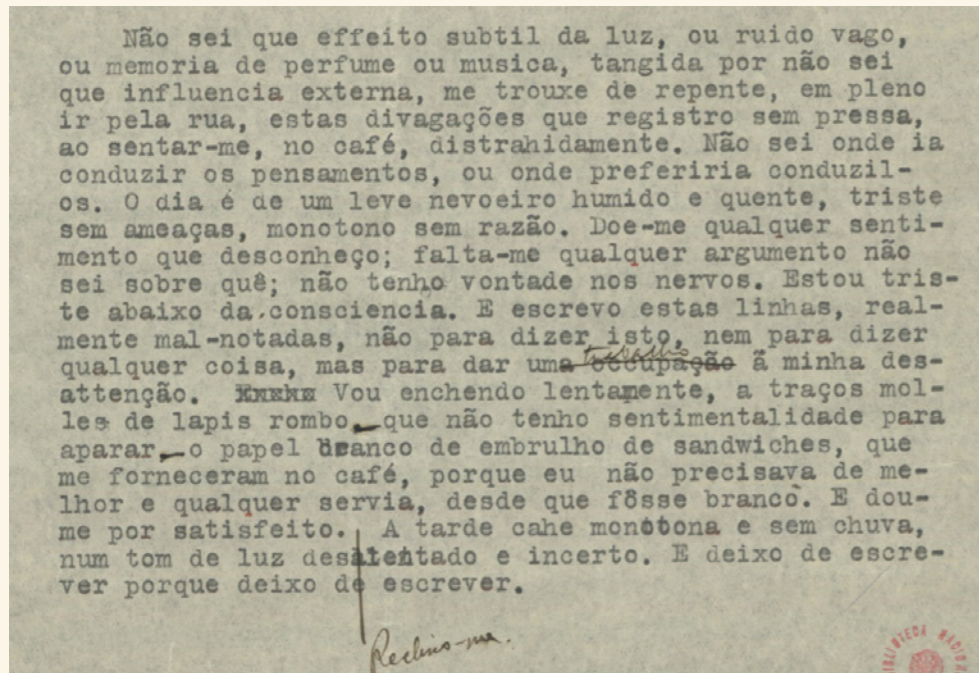 Não sei que effeito subtil da luz, ou ruido vago,
ou memoria de perfume ou musica, tangida por não sei
que influencia externa, me trouxe de repente, em pleno
ir pela rua, estas divagações que registro sem pressa,
ao sentar-me, no café, distrahidamente. Não sei onde ia
conduzir os pensamentos, ou onde preferiria conduzil-
os. O dia é de um leve nevoeiro humido e quente, triste
sem ameaças, monotono sem razão. Doe-me qualquer senti-
mento que desconheço; falta-me qualquer argumento não
sei sobre quê; não tenho vontade nos nervos. Estou tris-
te abaixo da consciencia. E escrevo estas linhas, real-
mente mal-notadas, não para dizer isto, nem para dizer
trabalho
qualquer coisa, mas para dar uma occupação ã minha des-
attenção. Vou enchendo lentamente, a traços mol-
les de lapis rombo - que não tenho sentimentalidade para
aparar - o papel branco de embrulho de sandwiches, que
me forneceram no café, porque eu não precisava de me-
lhor e qualquer servia, desde que fôsse branco. E dou-
me por satisfeito. A tarde cahe monotona e sem chuva,
num tom de luz desalentado e incerto. E deixo de escre-
ver porque deixo de escrever.
Reclino-me.